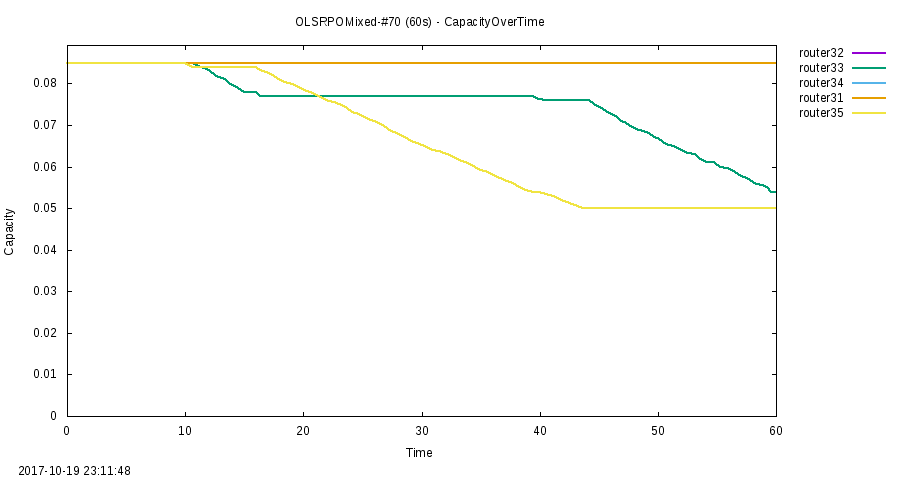 OLSRPOMixed-#70 (60s) - CapacityOverTime
router32
router33
router34
router31
router35
0.08
0.07
0.06
0.05
0.04
0.03
0.02
0.01
0
Capacity
0 10 20 30 40 50 60
Time
2017-10-19 23:11:48